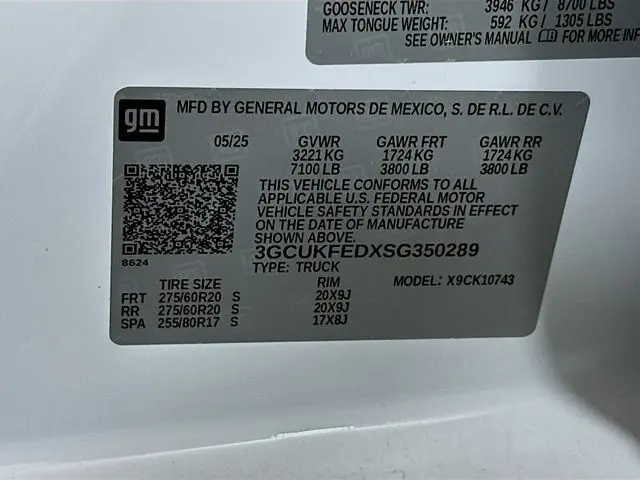 GOOSENECK TWR: 3946 KG / 8700 LBS
MAX TONGUE WEIGHT: 592 KG / 1305 LBS
SEE OWNER'S MANUAL FOR MORE INF
gm
MFD BY GENERAL MOTORS DE MEXICO, S. DE R.L. DE C.V.
05/25 GVWR GAWR FRT GAWR RR
3221 KG 1724 KG 1724 KG
7100 LB 3800 LB 3800 LB
THIS VEHICLE CONFORMS TO ALL
APPLICABLE U.S. FEDERAL MOTOR
VEHICLE SAFETY STANDARDS IN EFFECT
ON THE DATE OF MANUFACTURE
SHOWN ABOVE.
8624
3GCUKFEDXSG350289
TYPE: TRUCK
TIRE SIZE RIM MODEL: X9CK10743
FRT 275/60R20 S 20X9J
RR 275/60R20 S 20X9J
SPA 255/80R17 S 17X8J